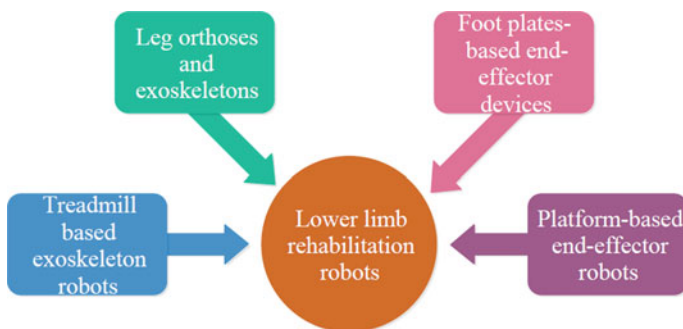 Leg orthoses
and
exoskeletons
Foot plates-
based end-
effector
devices
Treadmill
based
exoskeleton
robots
Lower limb
rehabilitation
robots
Platform-based
end-effector
robots